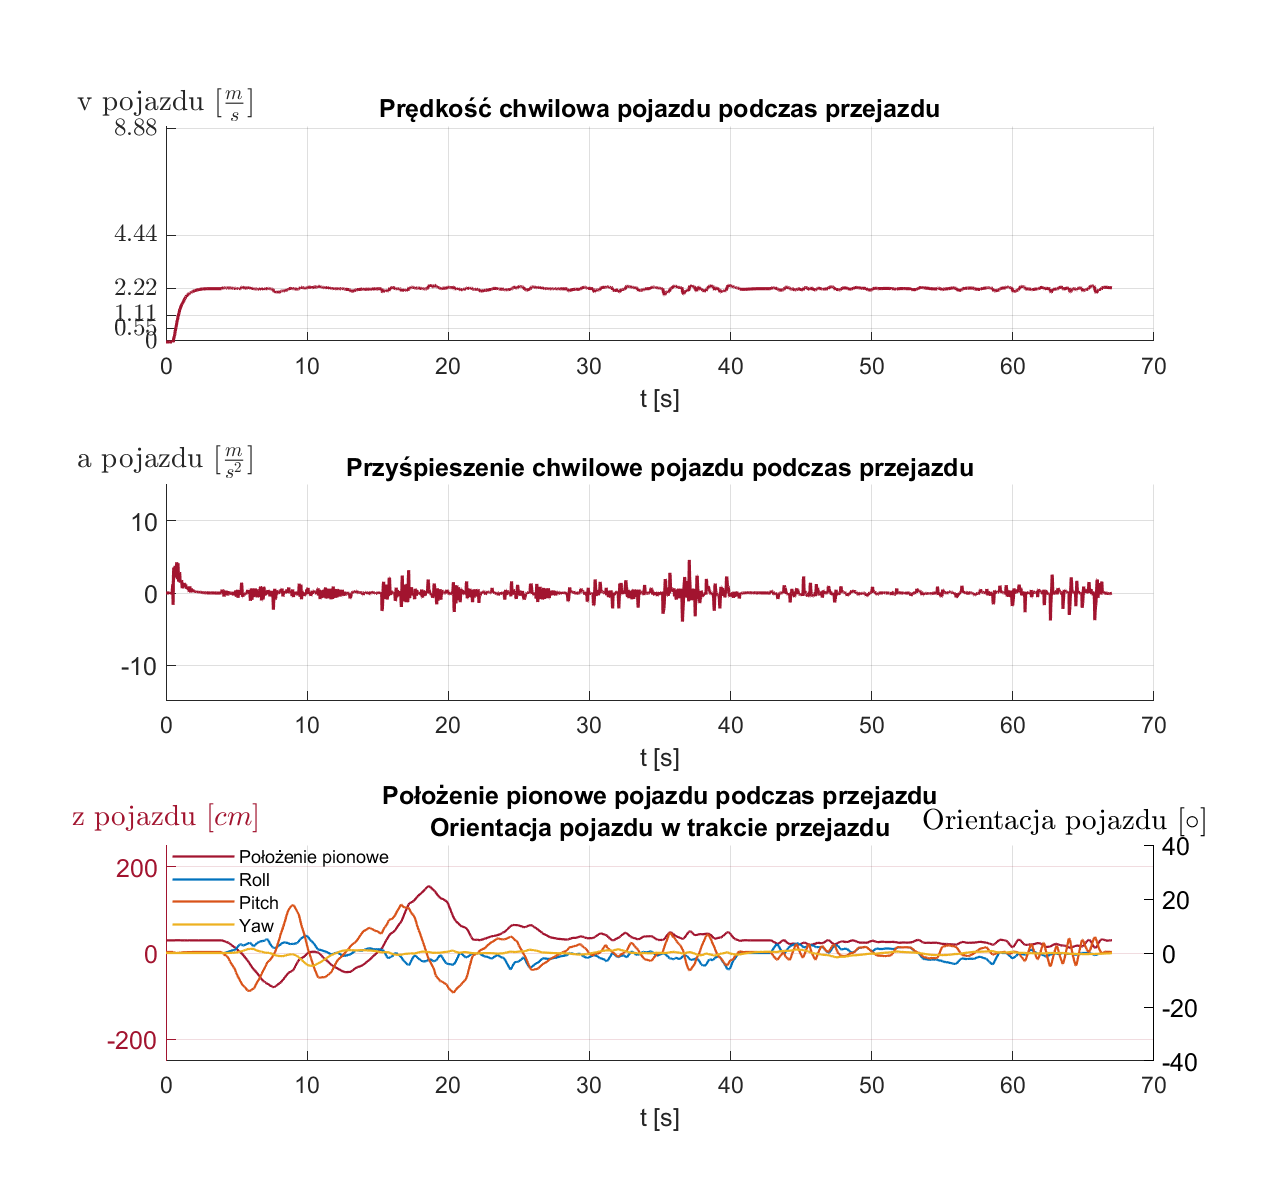 v pojazdu [m/s]
Prędkość chwilowa pojazdu podczas przejazdu
8.88
4.44
2.22
1.11
0.55
0
0 10 20 30 40 50 60 70
t [s]
a pojazdu [m/s²]
Przyśpieszenie chwilowe pojazdu podczas przejazdu
10
0
-10
0 10 20 30 40 50 60 70
t [s]
Położenie pionowe pojazdu podczas przejazdu
z pojazdu [cm]
Orientacja pojazdu w trakcie przejazdu
Orientacja pojazdu [∘]
200
0
-200
Położenie pionowe
Roll
Pitch
Yaw
40
20
0
-20
-40
0 10 20 30 40 50 60 70
t [s]